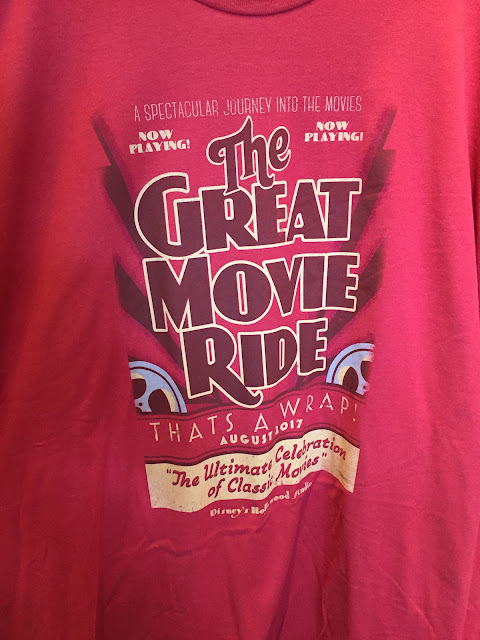 A SPECTACULAR JOURNEY INTO THE MOVIES
NOW PLAYING!
NOW PLAYING!
The
GREAT
MOVIE
RIDE
THATS A WRAP!
AUGUST 2017
"The Ultimate Celebration
of Classic Movies"
Disney's Hollywood Studios